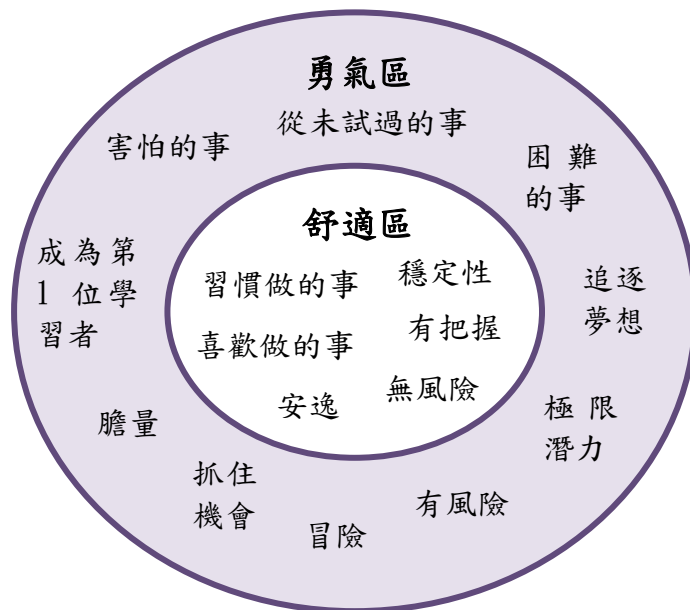 勇氣區
從未試過的事
害怕的事
困 難
的事
成為第
1 位學
習者
追逐
夢想
膽量
極 限
潛力
抓住
機會
冒險
有風險
舒適區
習慣做的事
穩定性
喜歡做的事
有把握
安逸
無風險